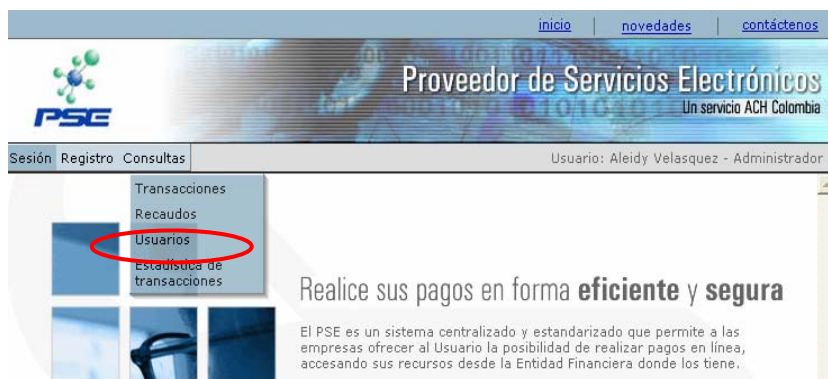 inicio | novedades | contáctenos
PSE
Proveedor de Servicios Electrónicos
Un servicio ACH Colombia
Sesión Registro Consultas
Usuario: Aleidy Velasquez - Administrador
Transacciones
Recaudos
Usuarios
Estadística de
transacciones
Realice sus pagos en forma eficiente y segura
El PSE es un sistema centralizado y estandarizado que permite a las
empresas ofrecer al Usuario la posibilidad de realizar pagos en línea,
accesando sus recursos desde la Entidad Financiera donde los tiene.